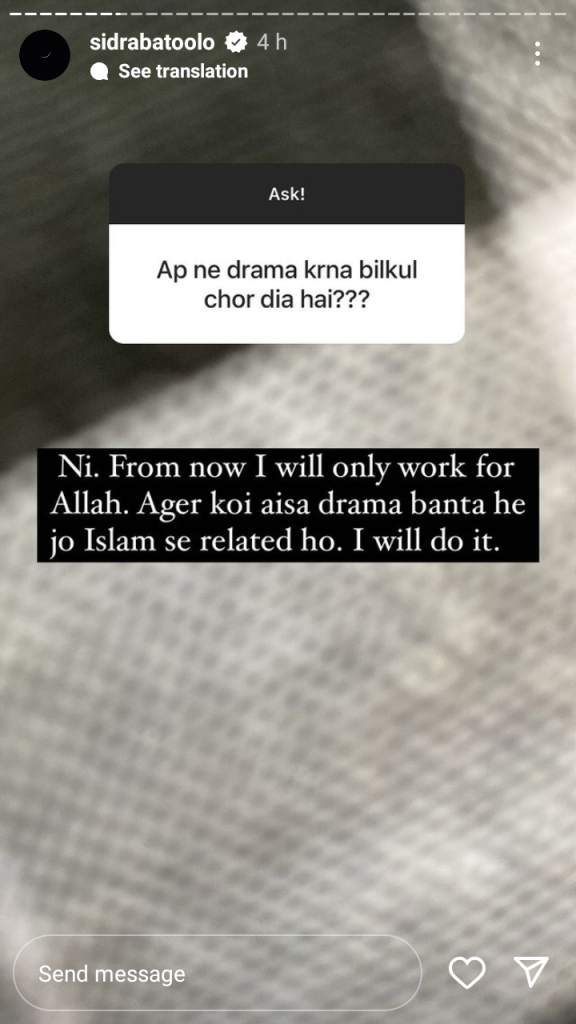 sidrabatoolo 4 h
See translation
Ask!
Ap ne drama krna bilkul
chor dia hai???
Ni. From now I will only work for
Allah. Ager koi aisa drama banta he
jo Islam se related ho. I will do it.
Send message